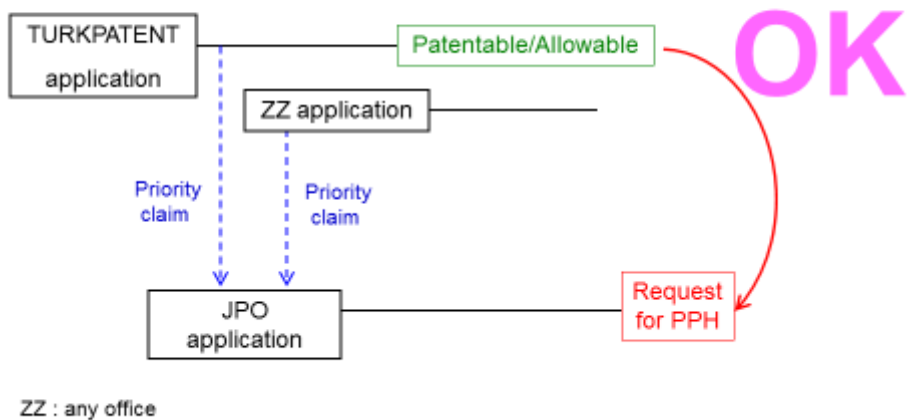 TURKPATENT
application
Patentable/Allowable
OK
ZZ application
Priority
claim
Priority
claim
JPO
application
Request
for PPH
ZZ : any office